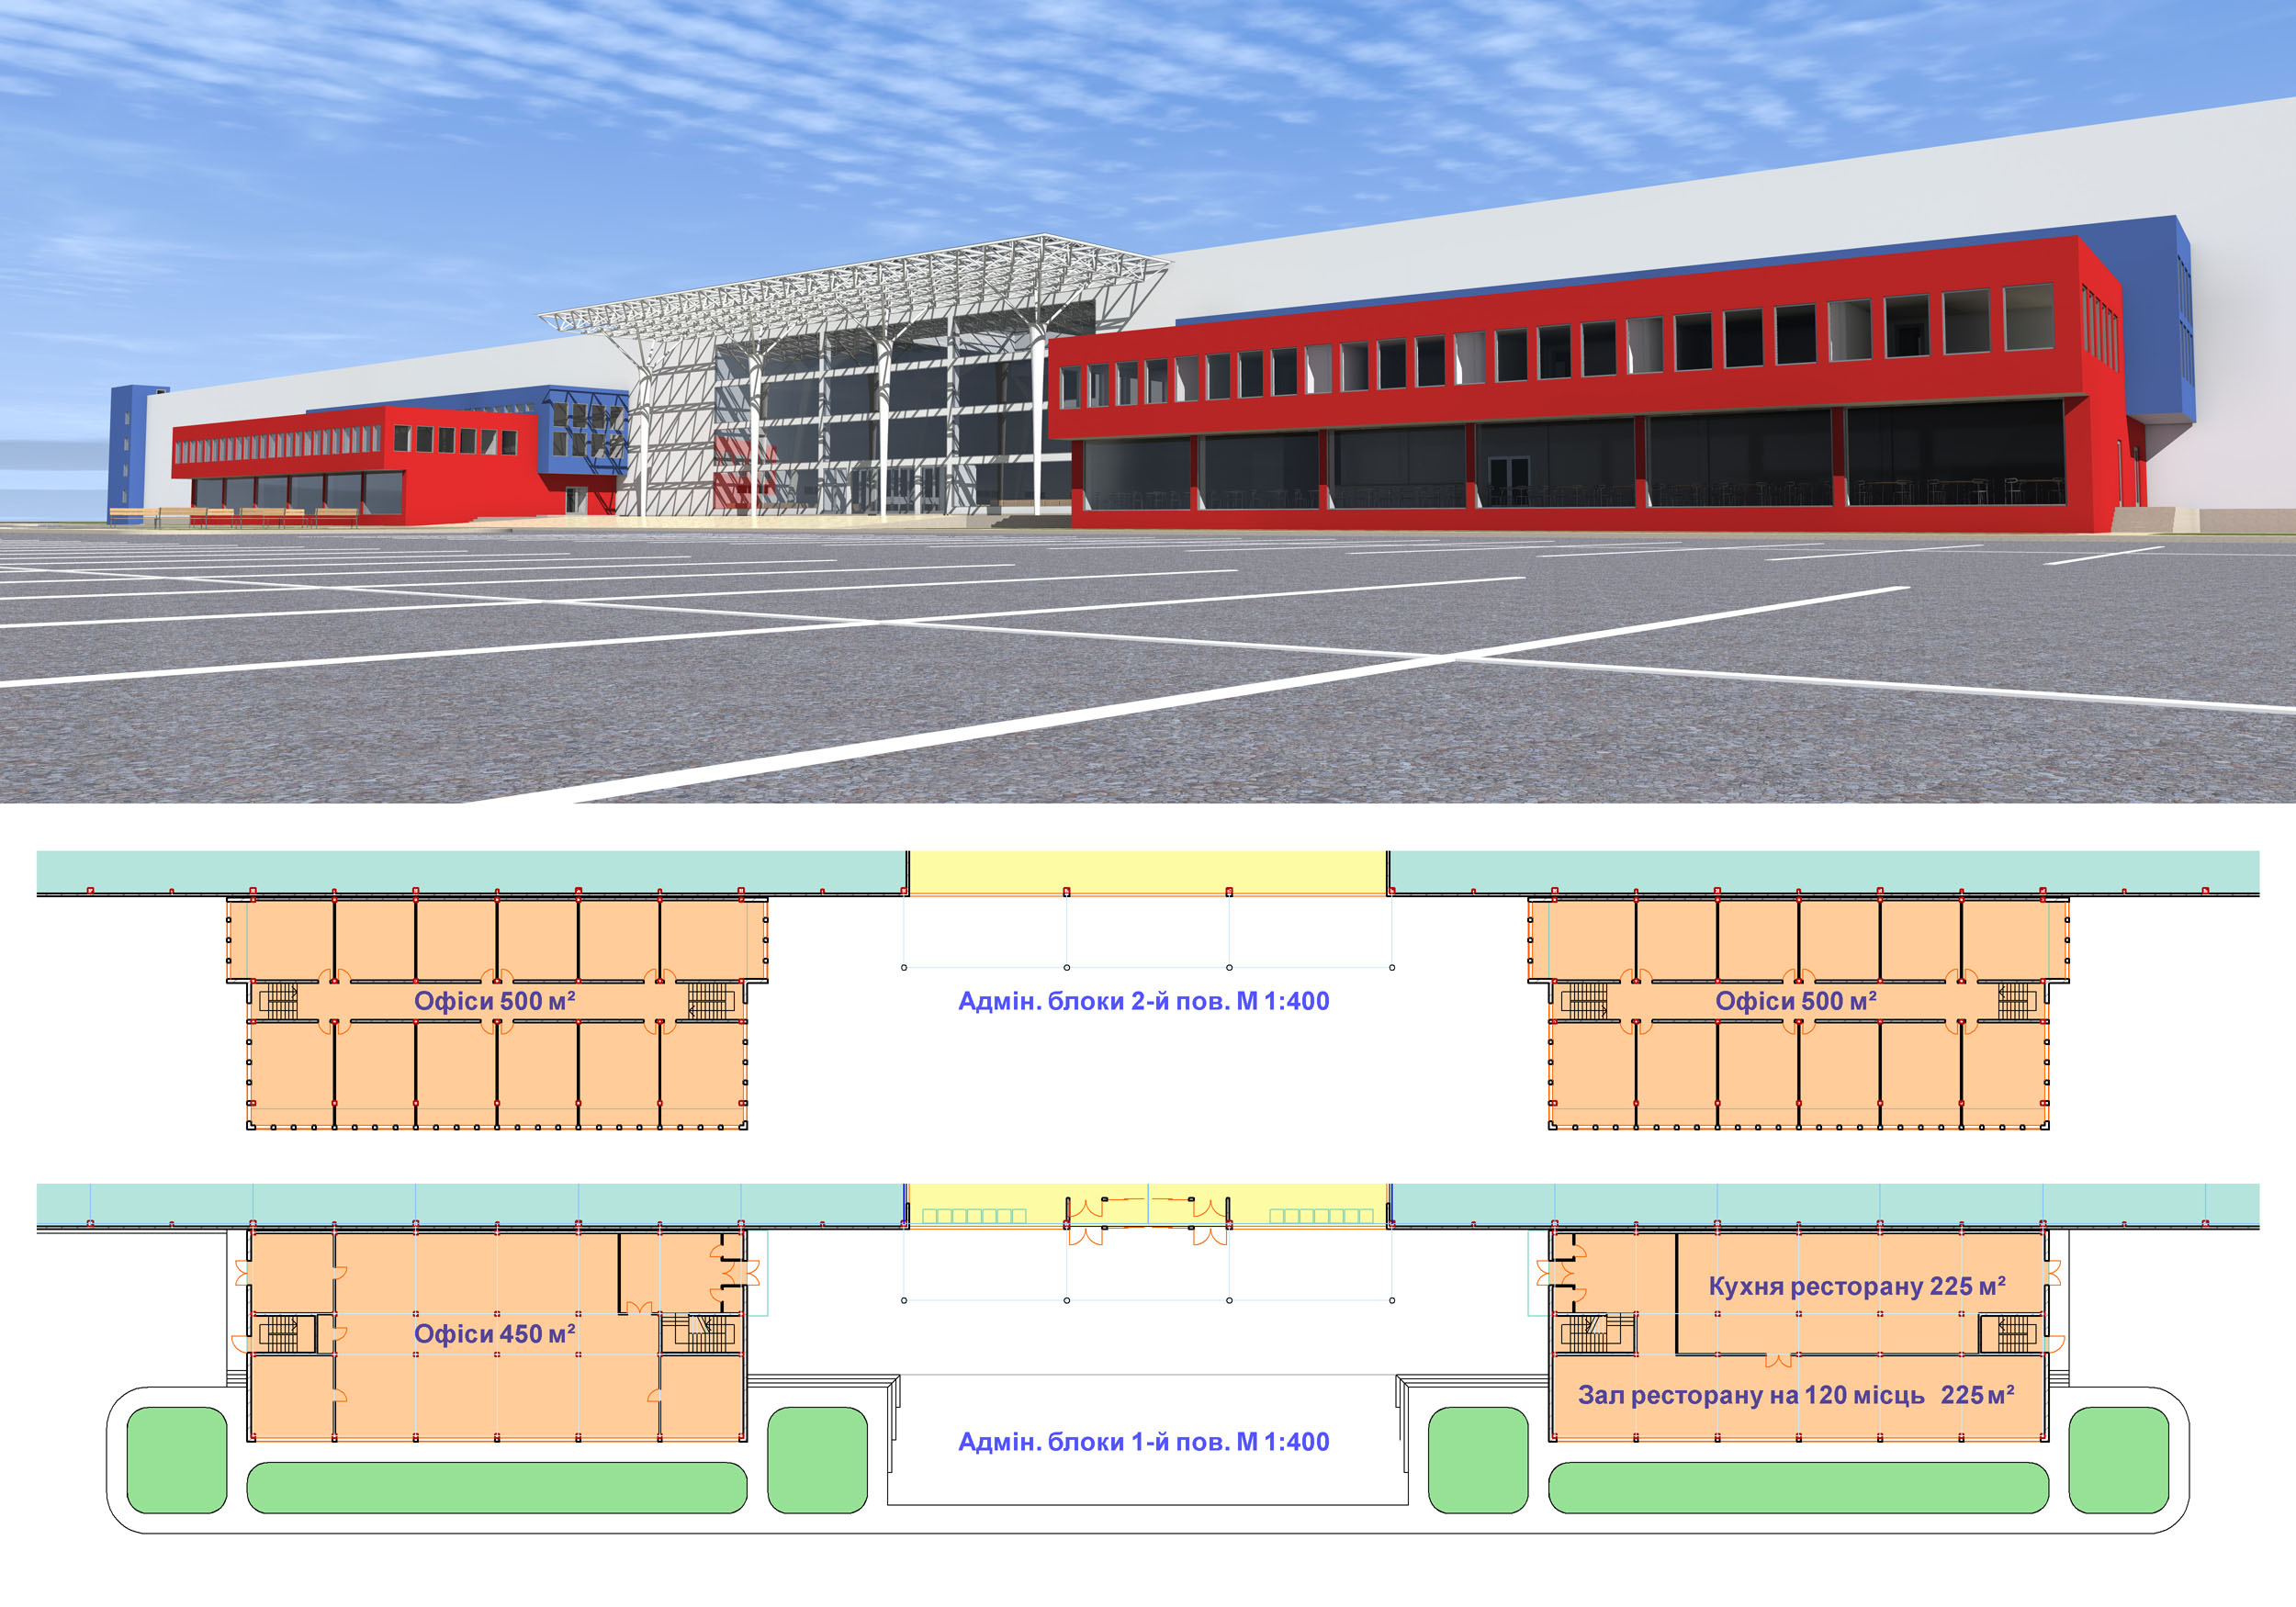 Офіси 500 м²
Адмін. блоки 2-й пов. М 1:400
Офіси 500 м²
Офіси 450 м²
Кухня ресторану 225 м²
Зал ресторану на 120 місць 225 м²
Адмін. блоки 1-й пов. М 1:400